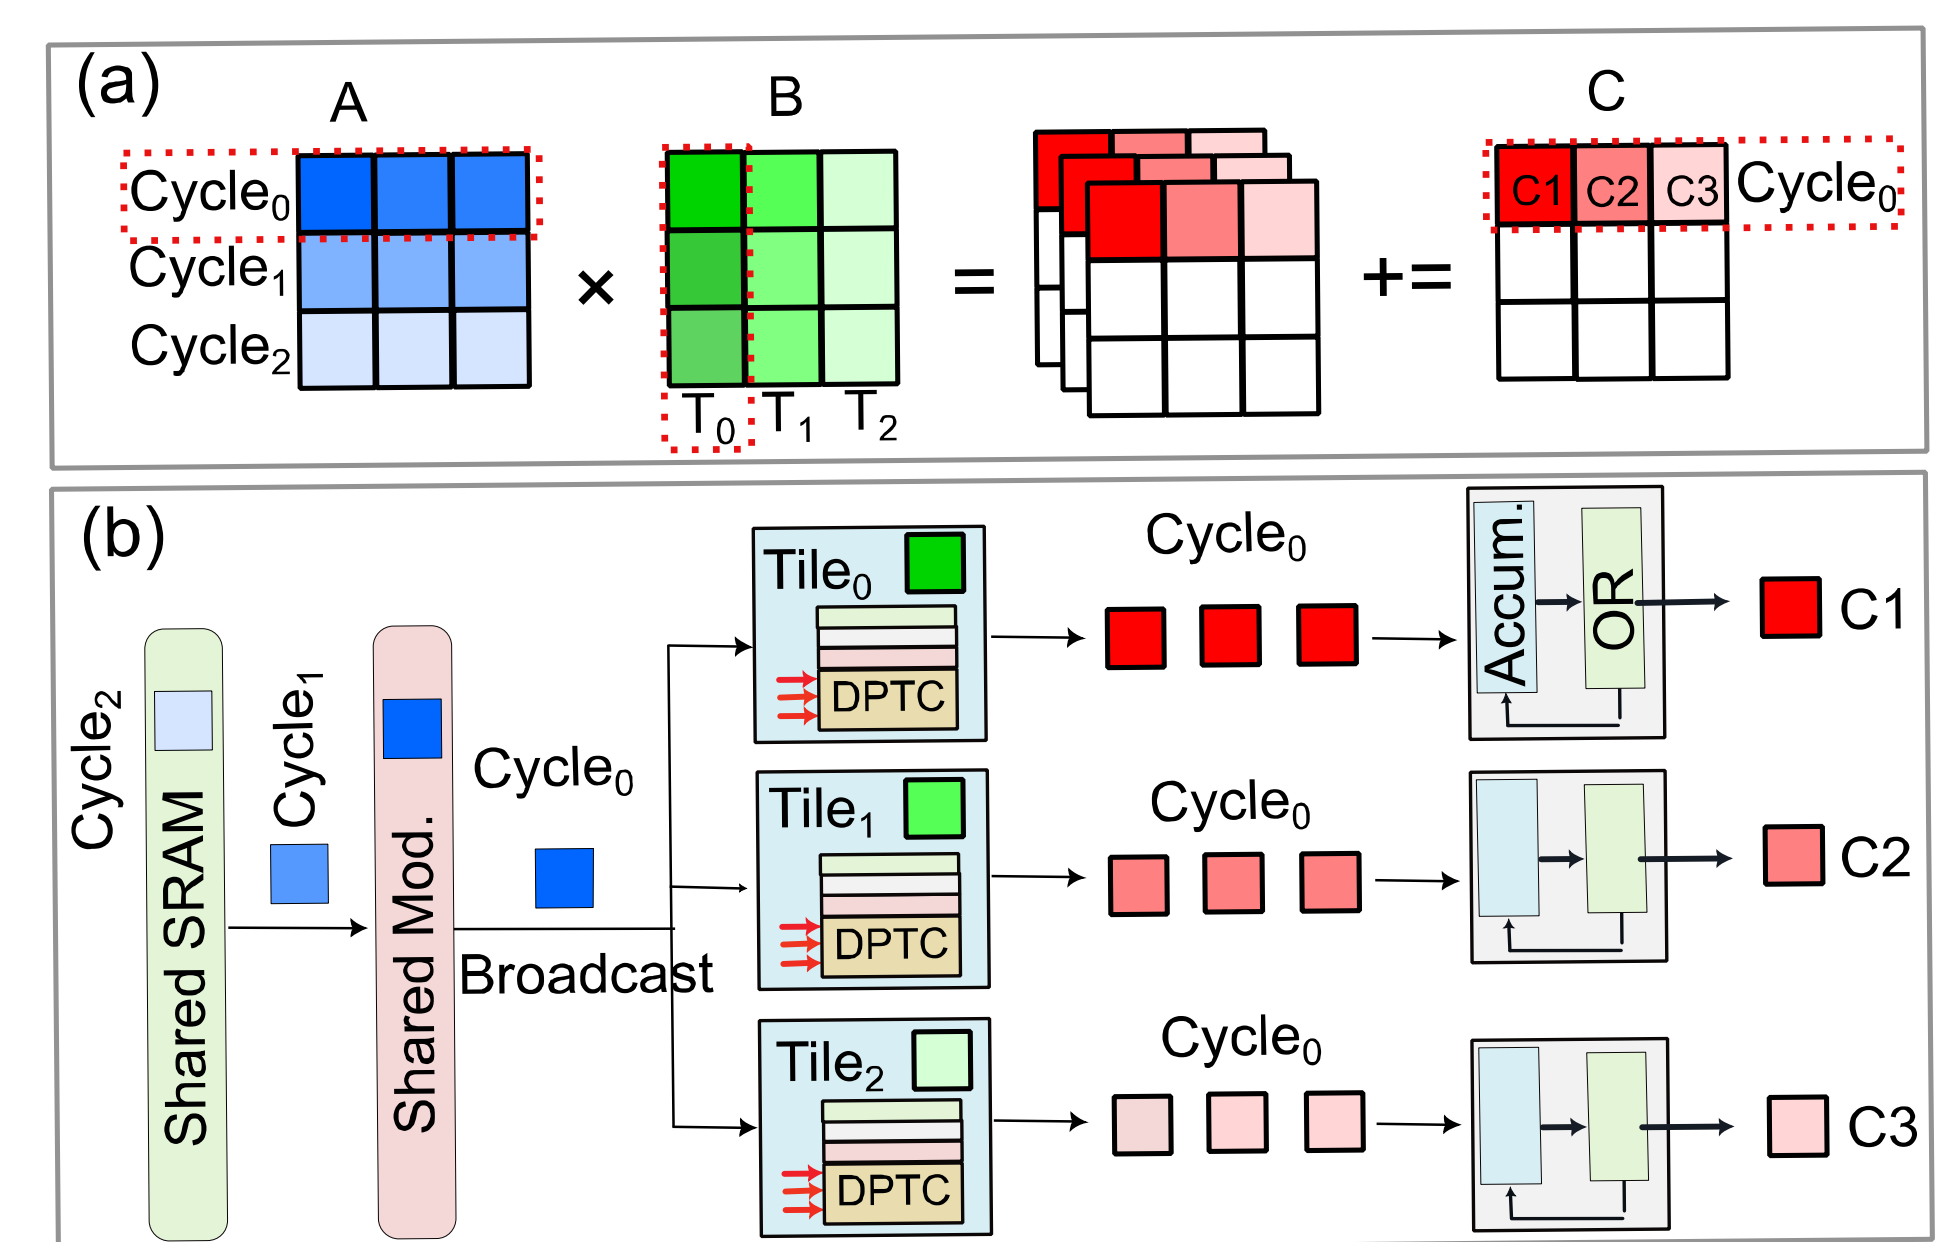 (a)
A
B
C
Cycle0
Cycle1
Cycle2
×
=
+=
T0
T1
T2
C1
C2
C3
Cycle0
(b)
Cycle2
Shared SRAM
Cycle1
Shared Mod.
Cycle0
Broadcast
Tile0
DPTC
Cycle0
Accum.
OR
C1
Tile1
DPTC
Cycle0
C2
Tile2
DPTC
Cycle0
C3